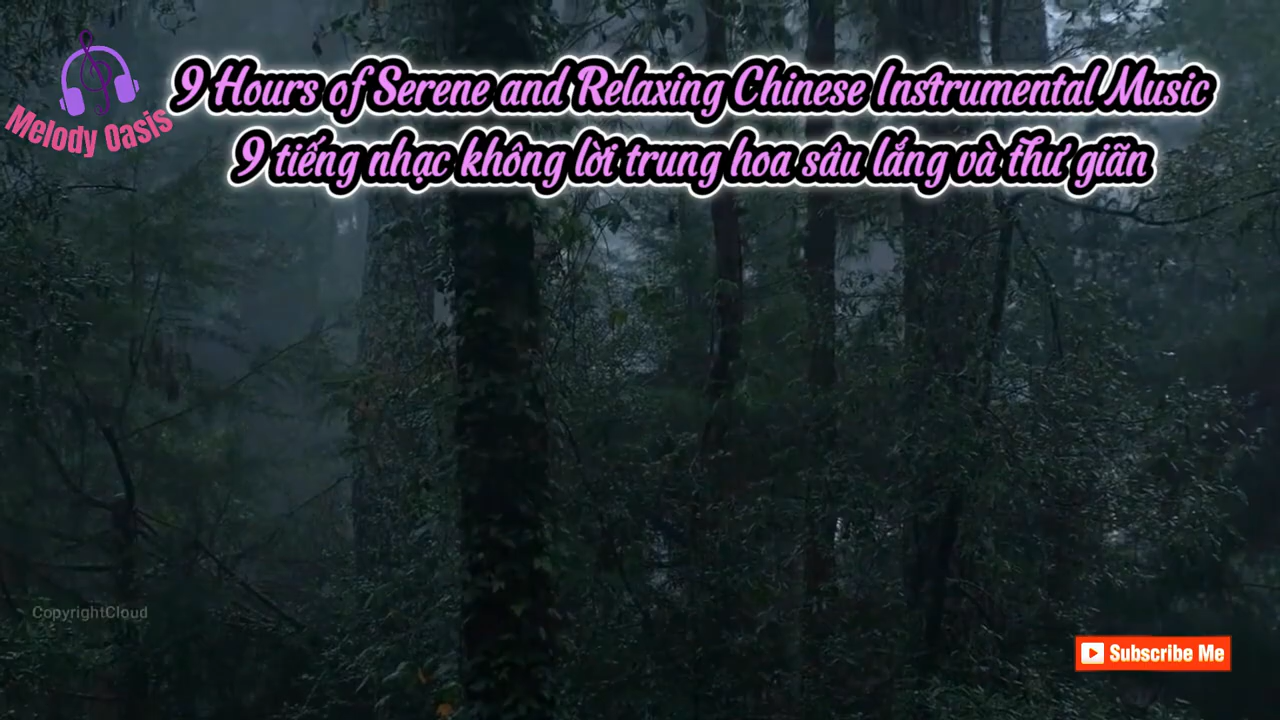 9 Hours of Serene and Relaxing Chinese Instrumental Music
9 tiếng nhạc không lời trung hoa sâu lắng và thư giãn
Melody Oasis
CopyrightCloud
Subscribe Me